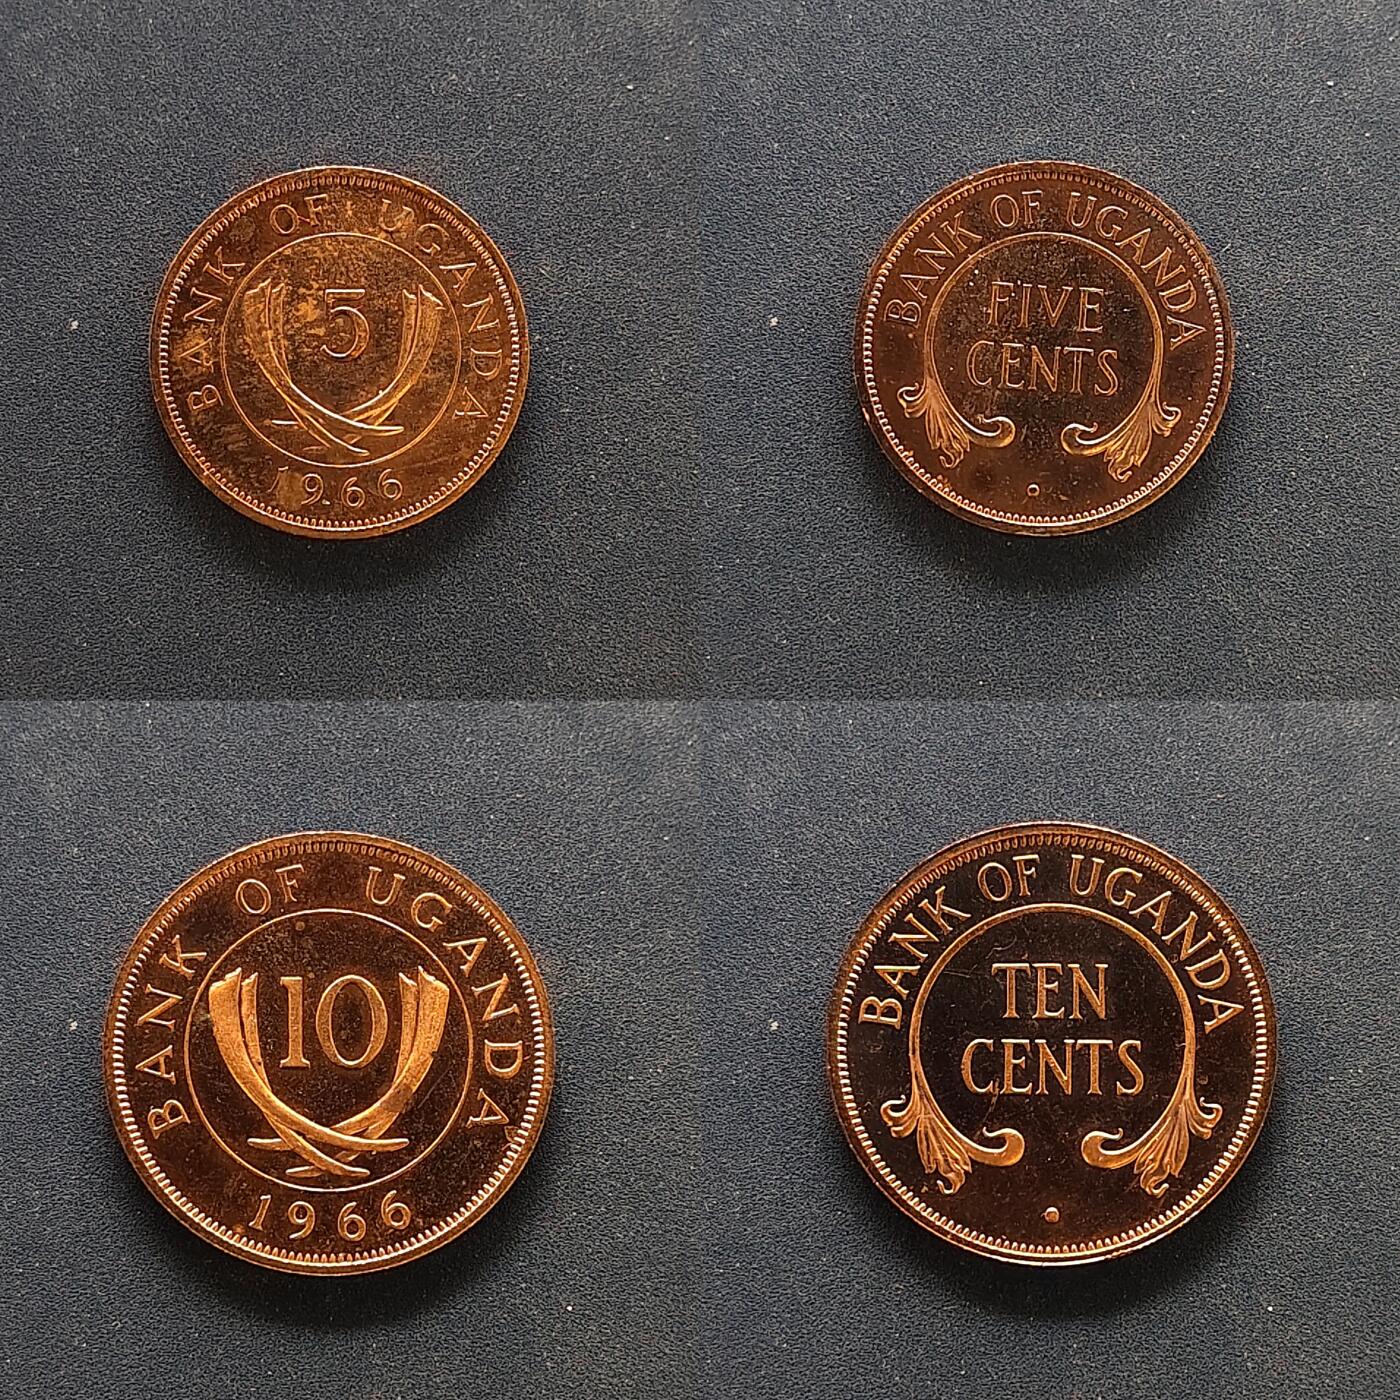 BANK OF UGANDA
5
1966
BANK OF UGANDA
FIVE
CENTS
BANK OF UGANDA
10
1966
BANK OF UGANDA
TEN
CENTS